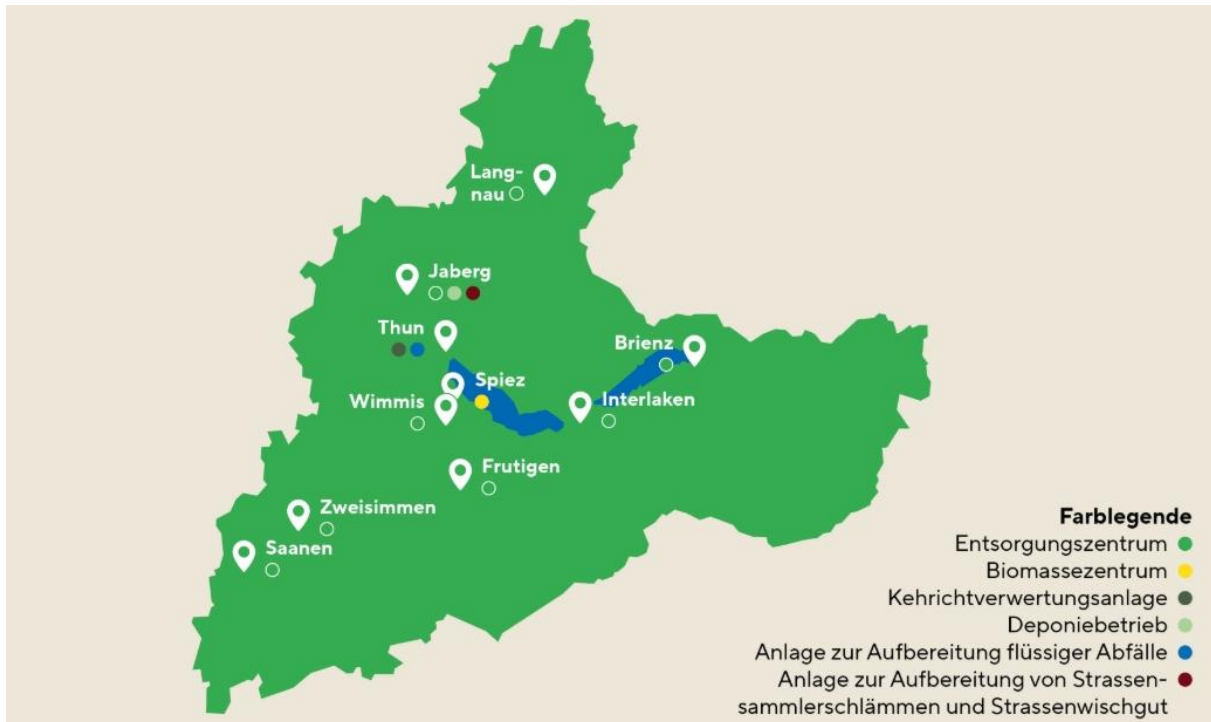 Lang-
nau
Jaberg
Thun
Brienz
Spiez
Wimmis
Interlaken
Frutigen
Zweisimmen
Saanen
Farblegende
Entsorgungszentrum
Biomassezentrum
Kehrichtverwertungsanlage
Deponiebetrieb
Anlage zur Aufbereitung flüssiger Abfälle
Anlage zur Aufbereitung von Strassen-
sammlerschlämmen und Strassenwischgut